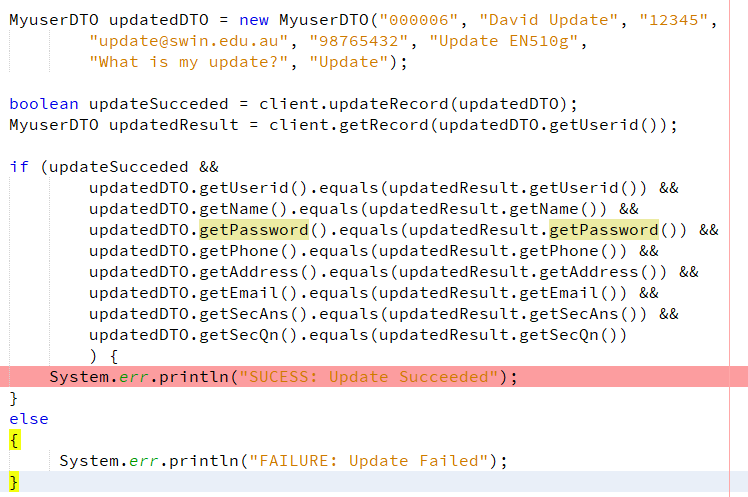 MyuserDTO updatedDTO = new MyuserDTO("000006", "David Update", "12345",
"update@swin.edu.au", "98765432", "Update EN510g",
"What is my update?", "Update");
boolean updateSucceded = client.updateRecord(updatedDTO);
MyuserDTO updatedResult = client.getRecord(updatedDTO.getUserid());
if (updateSucceded &&
updatedDTO.getUserid().equals(updatedResult.getUserid()) &&
updatedDTO.getName().equals(updatedResult.getName()) &&
updatedDTO.getPassword().equals(updatedResult.getPassword()) &&
updatedDTO.getPhone().equals(updatedResult.getPhone()) &&
updatedDTO.getAddress().equals(updatedResult.getAddress()) &&
updatedDTO.getEmail().equals(updatedResult.getEmail()) &&
updatedDTO.getSecAns().equals(updatedResult.getSecAns()) &&
updatedDTO.getSecQn().equals(updatedResult.getSecQn())
) {
System.err.println("SUCESS: Update Succeeded");
}
else
{
System.err.println("FAILURE: Update Failed");
}